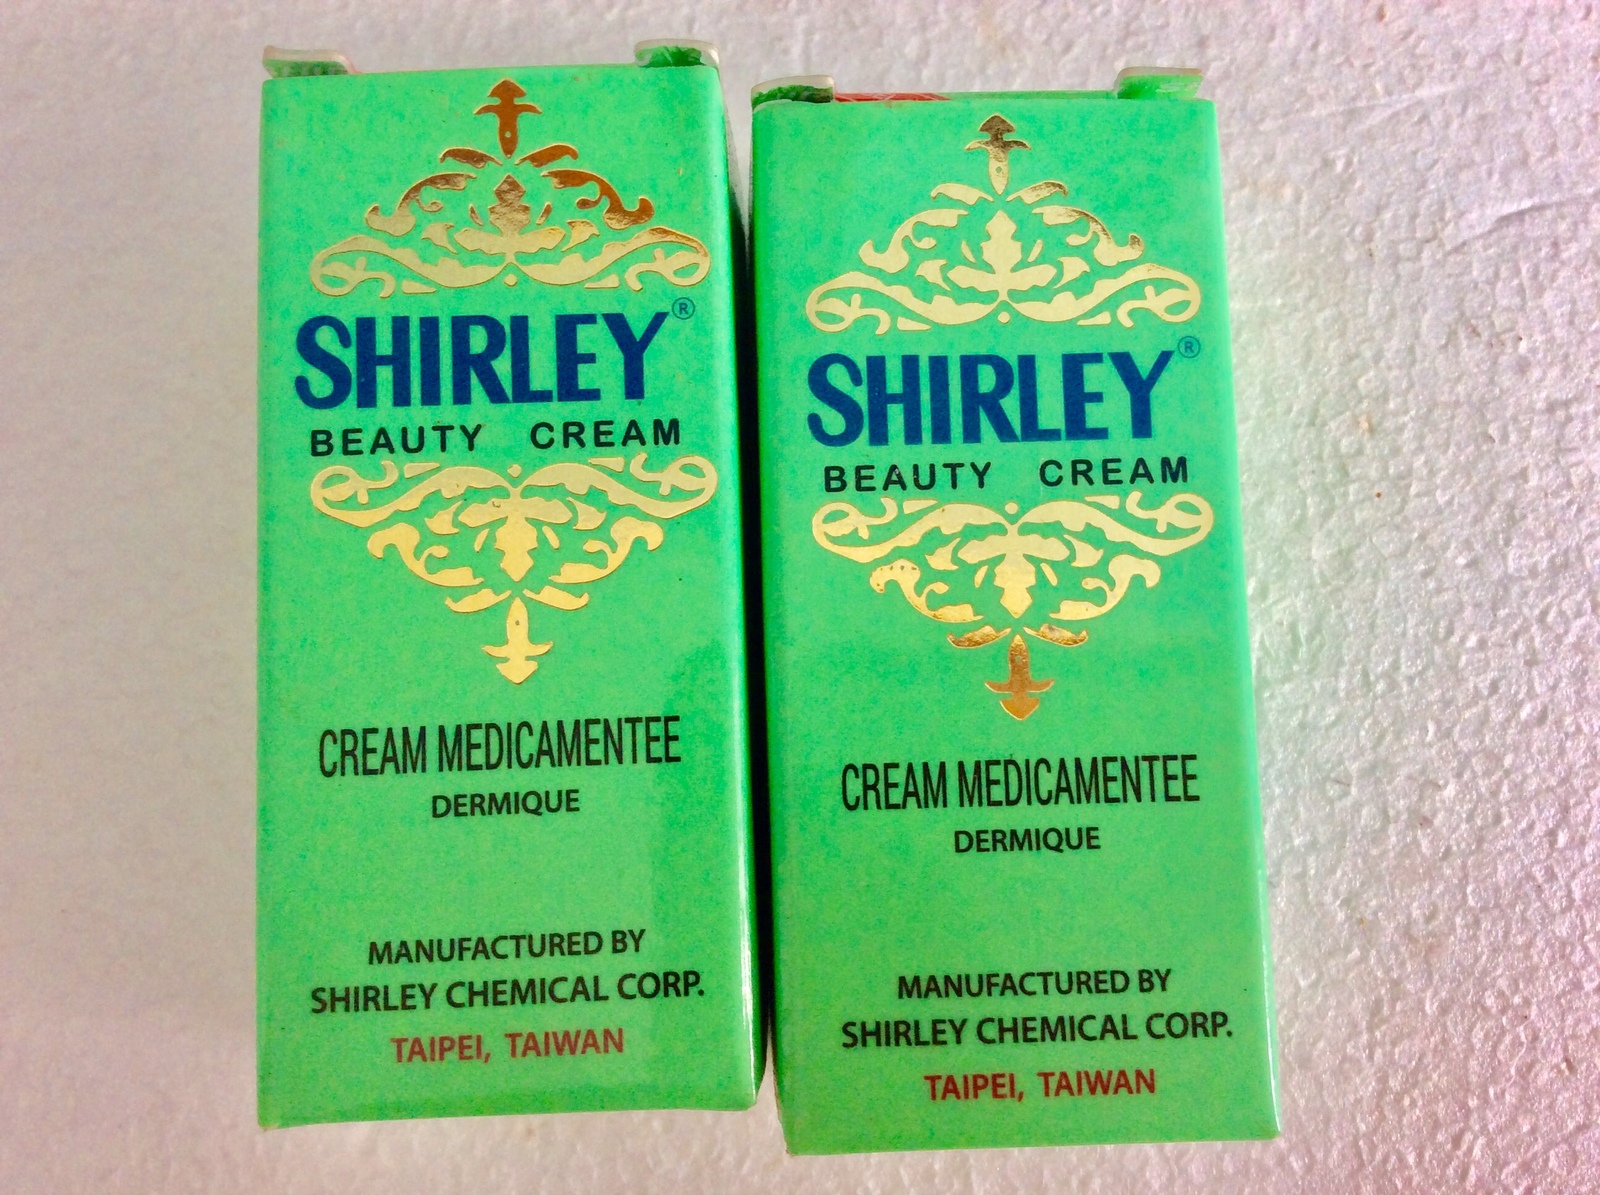 SHIRLEY®
BEAUTY CREAM
CREAM MEDICAMENTEE
DERMIQUE
MANUFACTURED BY
SHIRLEY CHEMICAL CORP.
TAIPEI, TAIWAN
SHIRLEY®
BEAUTY CREAM
CREAM MEDICAMENTEE
DERMIQUE
MANUFACTURED BY
SHIRLEY CHEMICAL CORP.
TAIPEI, TAIWAN